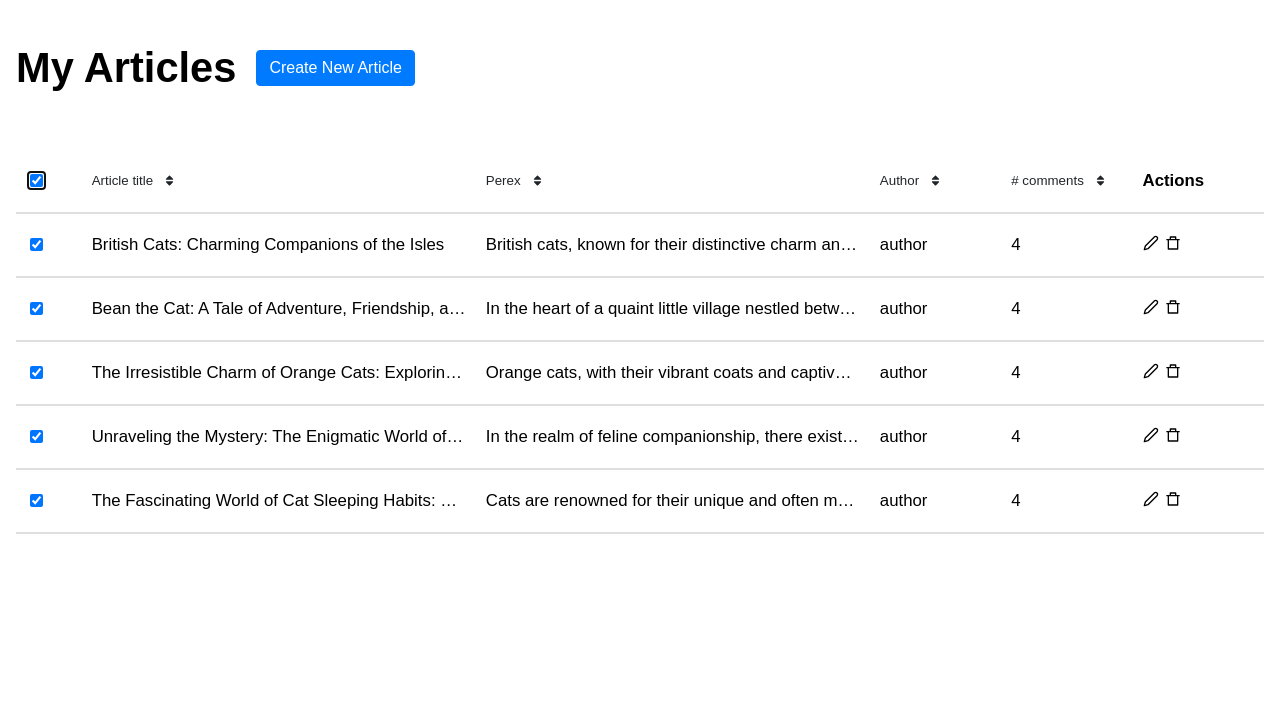 My Articles Create New Article
Article title Perex Author # comments Actions
British Cats: Charming Companions of the Isles British cats, known for their distinctive charm an… author 4
Bean the Cat: A Tale of Adventure, Friendship, a… In the heart of a quaint little village nestled betw… author 4
The Irresistible Charm of Orange Cats: Explorin… Orange cats, with their vibrant coats and captiv… author 4
Unraveling the Mystery: The Enigmatic World of… In the realm of feline companionship, there exist… author 4
The Fascinating World of Cat Sleeping Habits: … Cats are renowned for their unique and often m… author 4